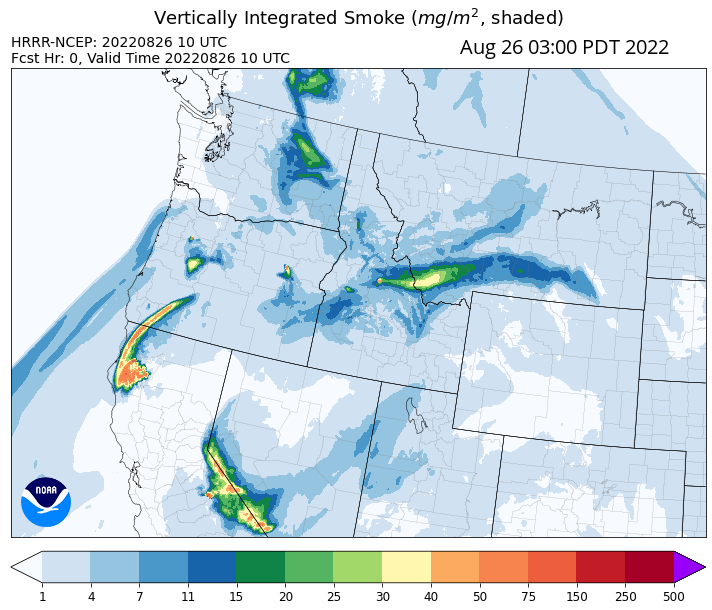 Vertically Integrated Smoke (mg/m², shaded)
HRRR-NCEP: 20220826 10 UTC
Aug 26 03:00 PDT 2022
Fcst Hr: 0, Valid Time 20220826 10 UTC
NOAA
1 4 7 11 15 20 25 30 40 50 75 150 250 500